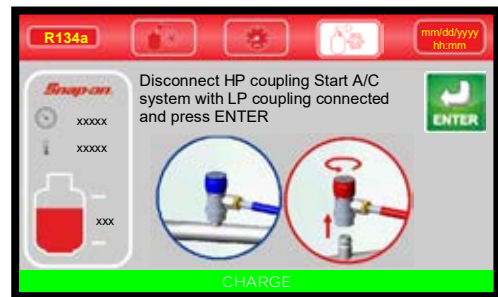 R134a
mm/dd/yyyy
hh:mm
Snap-on
Disconnect HP coupling Start A/C
system with LP coupling connected
and press ENTER
ENTER
xxxxx
xxxxx
xxx
CHARGE